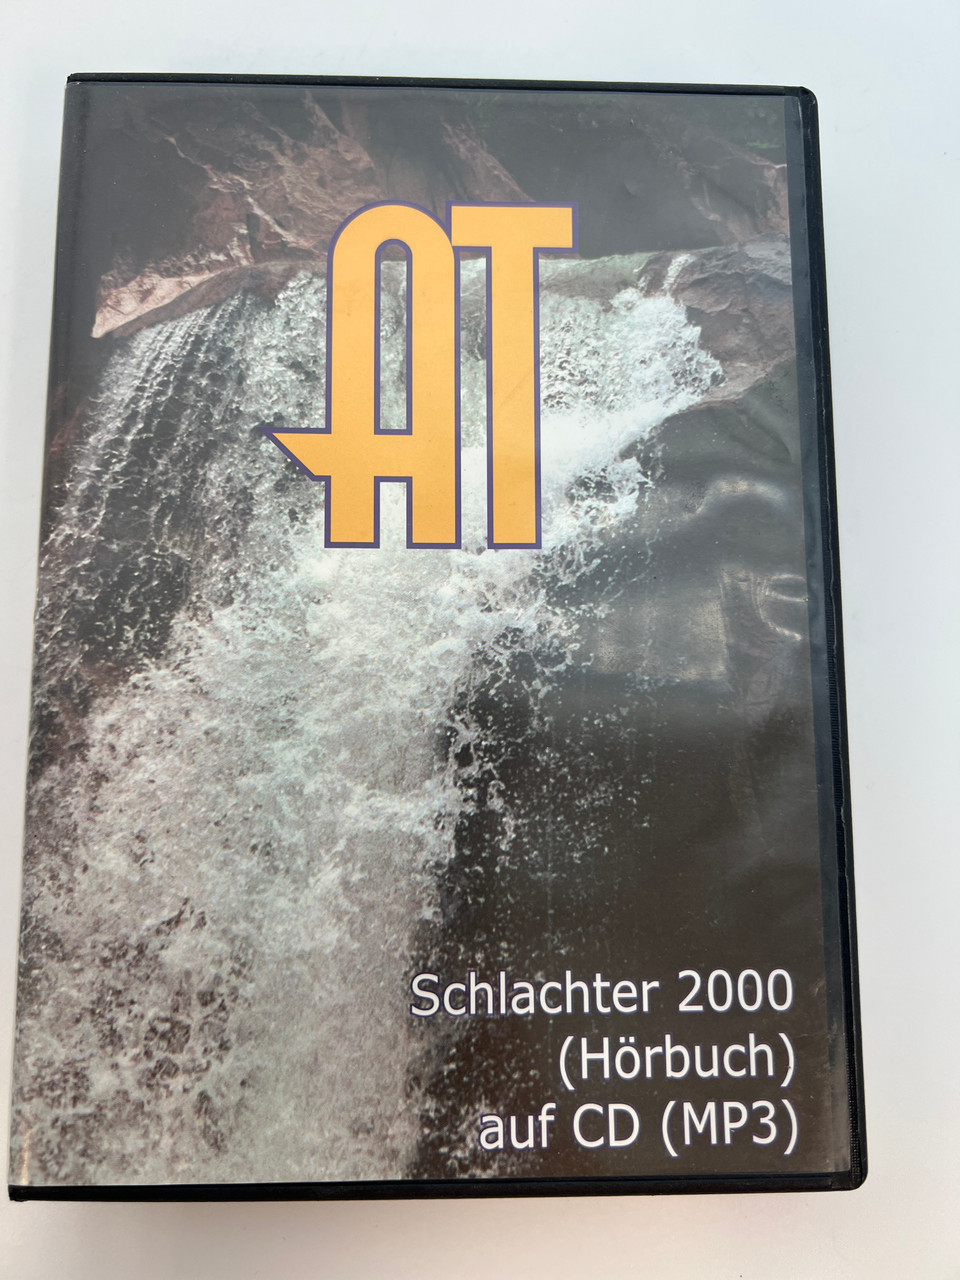 AT
Schlachter 2000
(Hörbuch)
auf CD (MP3)